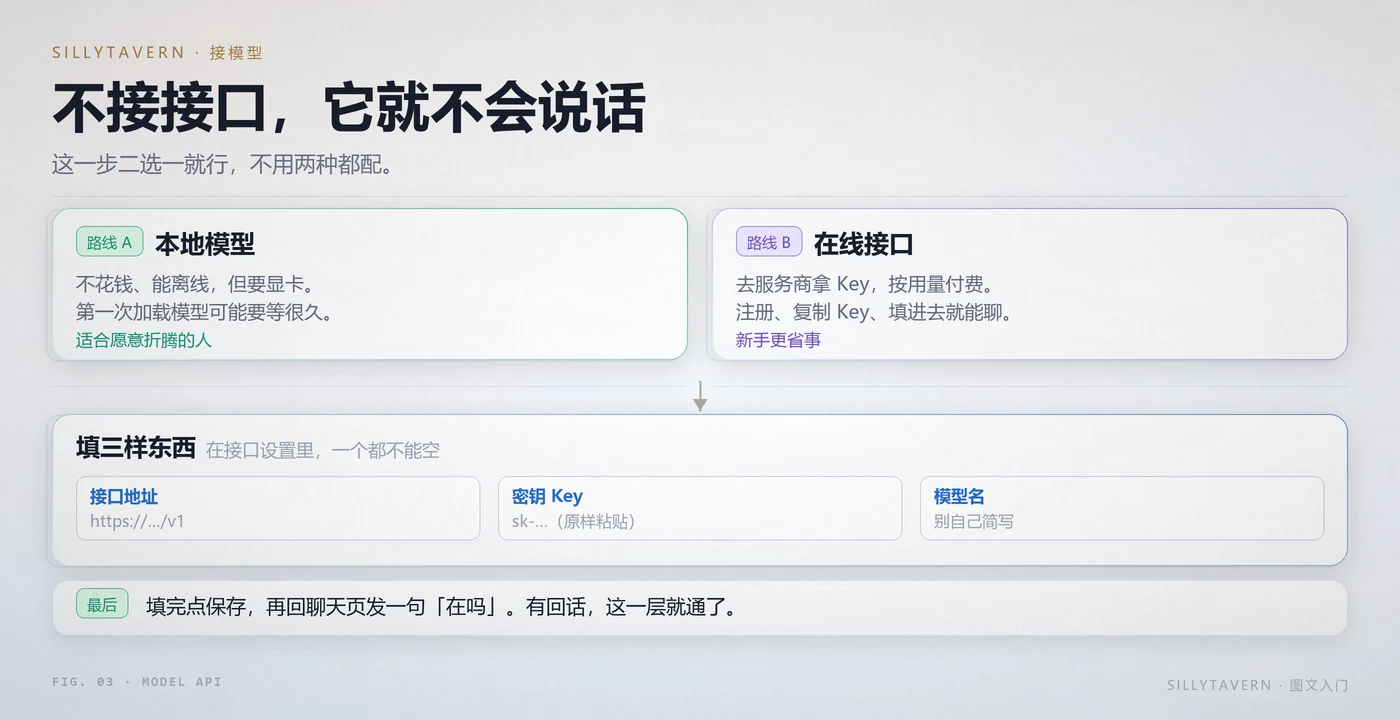 SILLYTAVERN · 接模型
不接接口，它就不会说话
这一步二选一就行，不用两种都配。
路线 A 本地模型
不花钱、能离线，但要显卡。
第一次加载模型可能要等很久。
适合愿意折腾的人
路线 B 在线接口
去服务商拿 Key，按用量付费。
注册、复制 Key、填进去就能聊。
新手更省事
填三样东西 在接口设置里，一个都不能空
接口地址
https://.../v1
密钥 Key
sk-...（原样粘贴）
模型名
别自己简写
最后 填完点保存，再回聊天页发一句「在吗」。有回话，这一层就通了。
FIG. 03 · MODEL API
SILLYTAVERN · 图文入门